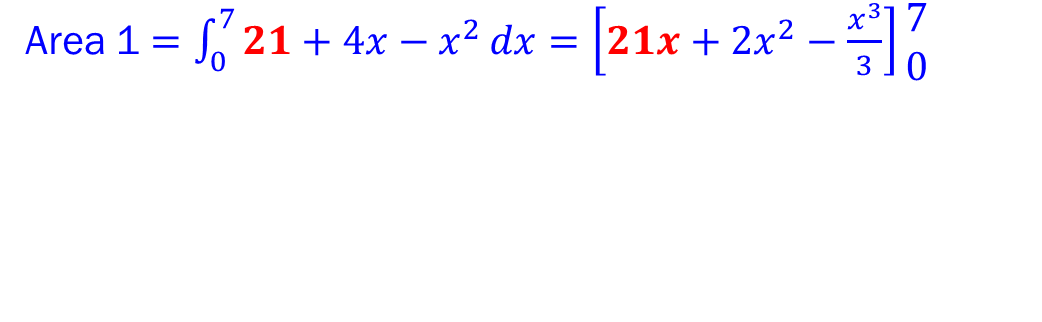 Area 1 = ∫₀⁷ 21 + 4x − x² dx = [21x + 2x² − x³/3]₀⁷